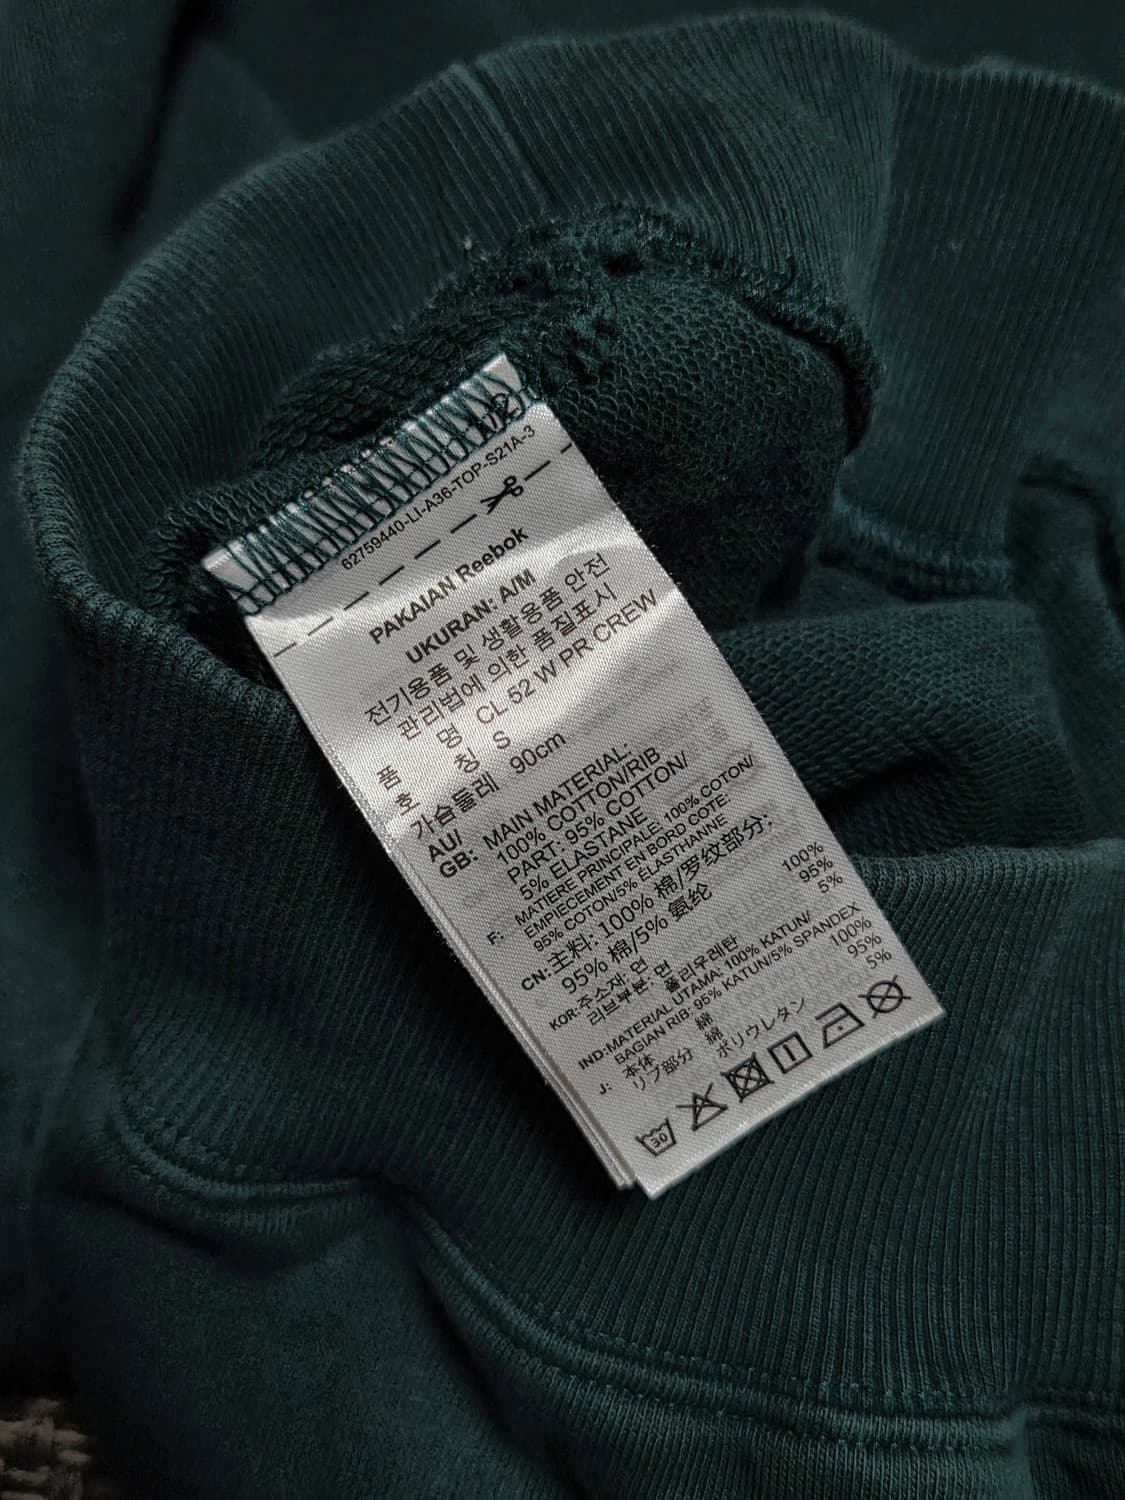 62759440-LI-A36-TOP-S21A-3
PAKAIAN Reebok
UKURAN: A/M
전기용품 및 생활용품 안전
관리법에 의한 품질표시
품 명 CL 52 W PR CREW
호 칭 S
가슴둘레 90cm
AU/
GB: MAIN MATERIAL:
100% COTTON/RIB
PART: 95% COTTON/
5% ELASTANE
F: MATIERE PRINCIPALE: 100% COTON/
EMPIECEMENT EN BORD COTE:
95% COTON/5% ÉLASTHANNE
CN: 主料: 100% 棉/罗纹部分:
95% 棉/5% 氨纶
KOR: 주소재: 면 100%
리브부분: 면 95%
폴리우레탄 5%
IND: MATERIAL UTAMA: 100% KATUN/
BAGIAN RIB: 95% KATUN/5% SPANDEX
J: 本体 綿 100%
リブ部分 綿 95%
ポリウレタン 5%
30